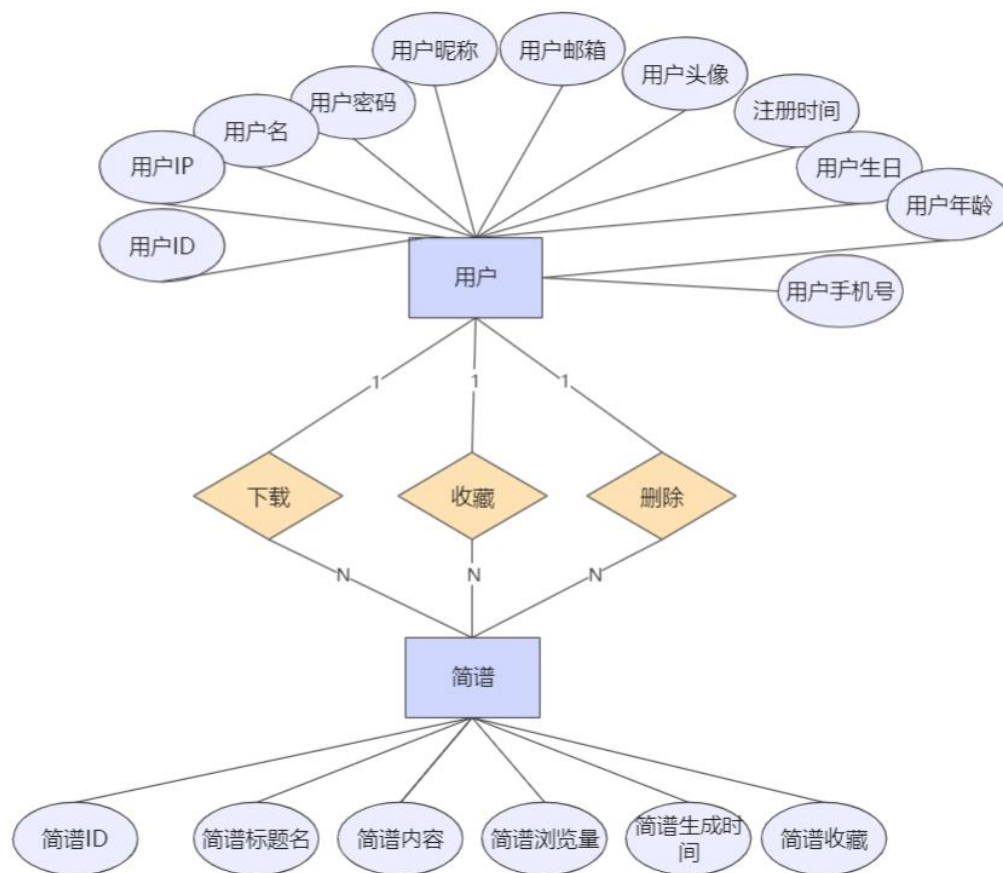 用户昵称
用户邮箱
用户头像
用户密码
注册时间
用户名
用户IP
用户生日
用户年龄
用户ID
用户
用户手机号
1
1
1
下载
收藏
删除
N
N
N
简谱
简谱ID
简谱标题名
简谱内容
简谱浏览量
简谱生成时
间
简谱收藏